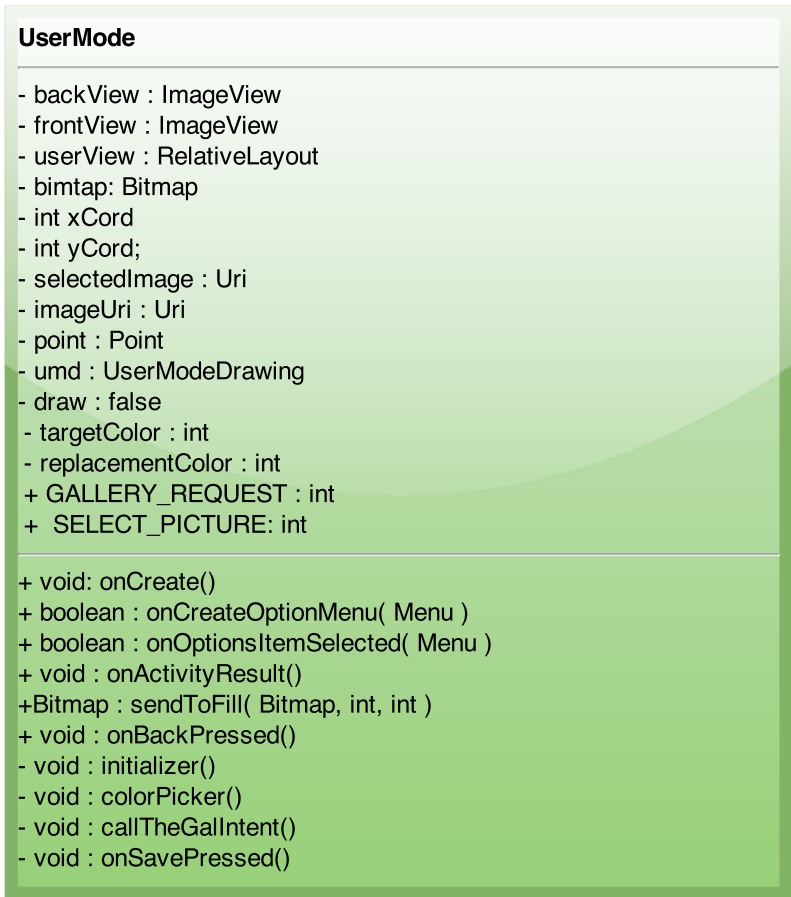 UserMode
- backView : ImageView
- frontView : ImageView
- userView : RelativeLayout
- bimtap: Bitmap
- int xCord
- int yCord;
- selectedImage : Uri
- imageUri : Uri
- point : Point
- umd : UserModeDrawing
- draw : false
- targetColor : int
- replacementColor : int
+ GALLERY_REQUEST : int
+ SELECT_PICTURE: int
+ void: onCreate()
+ boolean : onCreateOptionMenu( Menu )
+ boolean : onOptionsItemSelected( Menu )
+ void : onActivityResult()
+Bitmap : sendToFill( Bitmap, int, int )
+ void : onBackPressed()
- void : initializer()
- void : colorPicker()
- void : callTheGalIntent()
- void : onSavePressed()